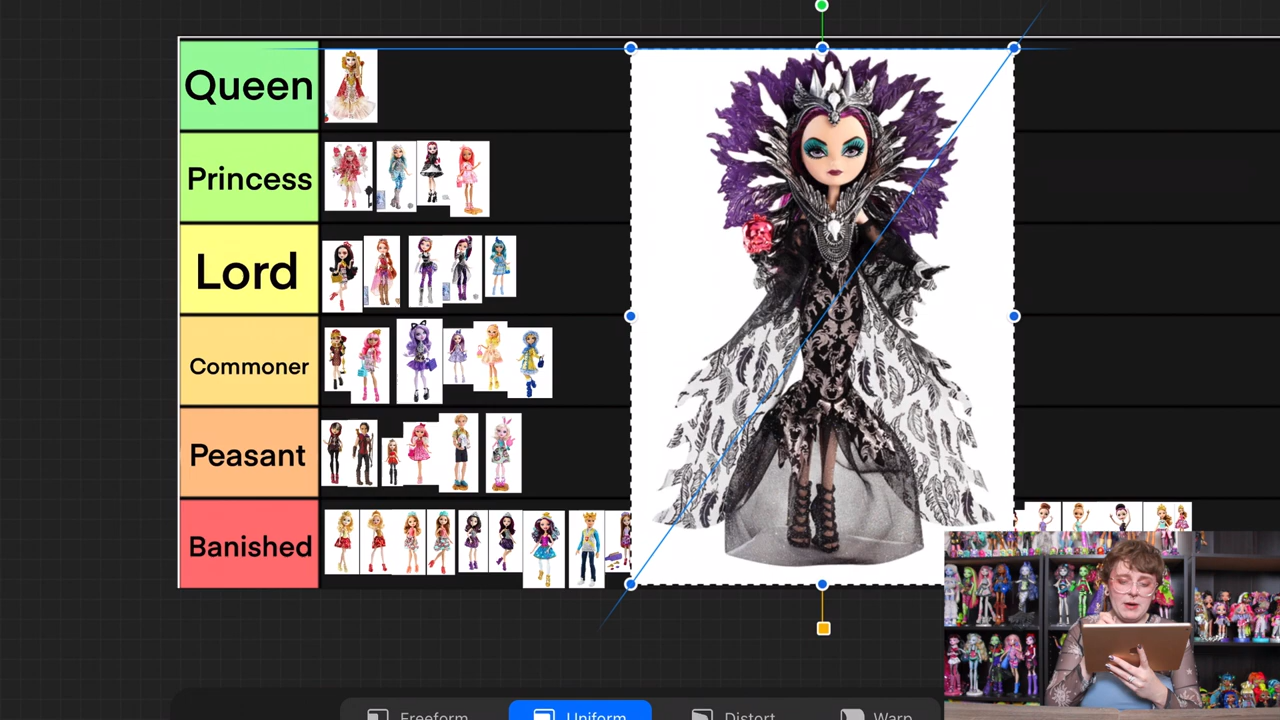 Queen
Princess
Lord
Commoner
Peasant
Banished
Freeform
Uniform
Distort
Warp